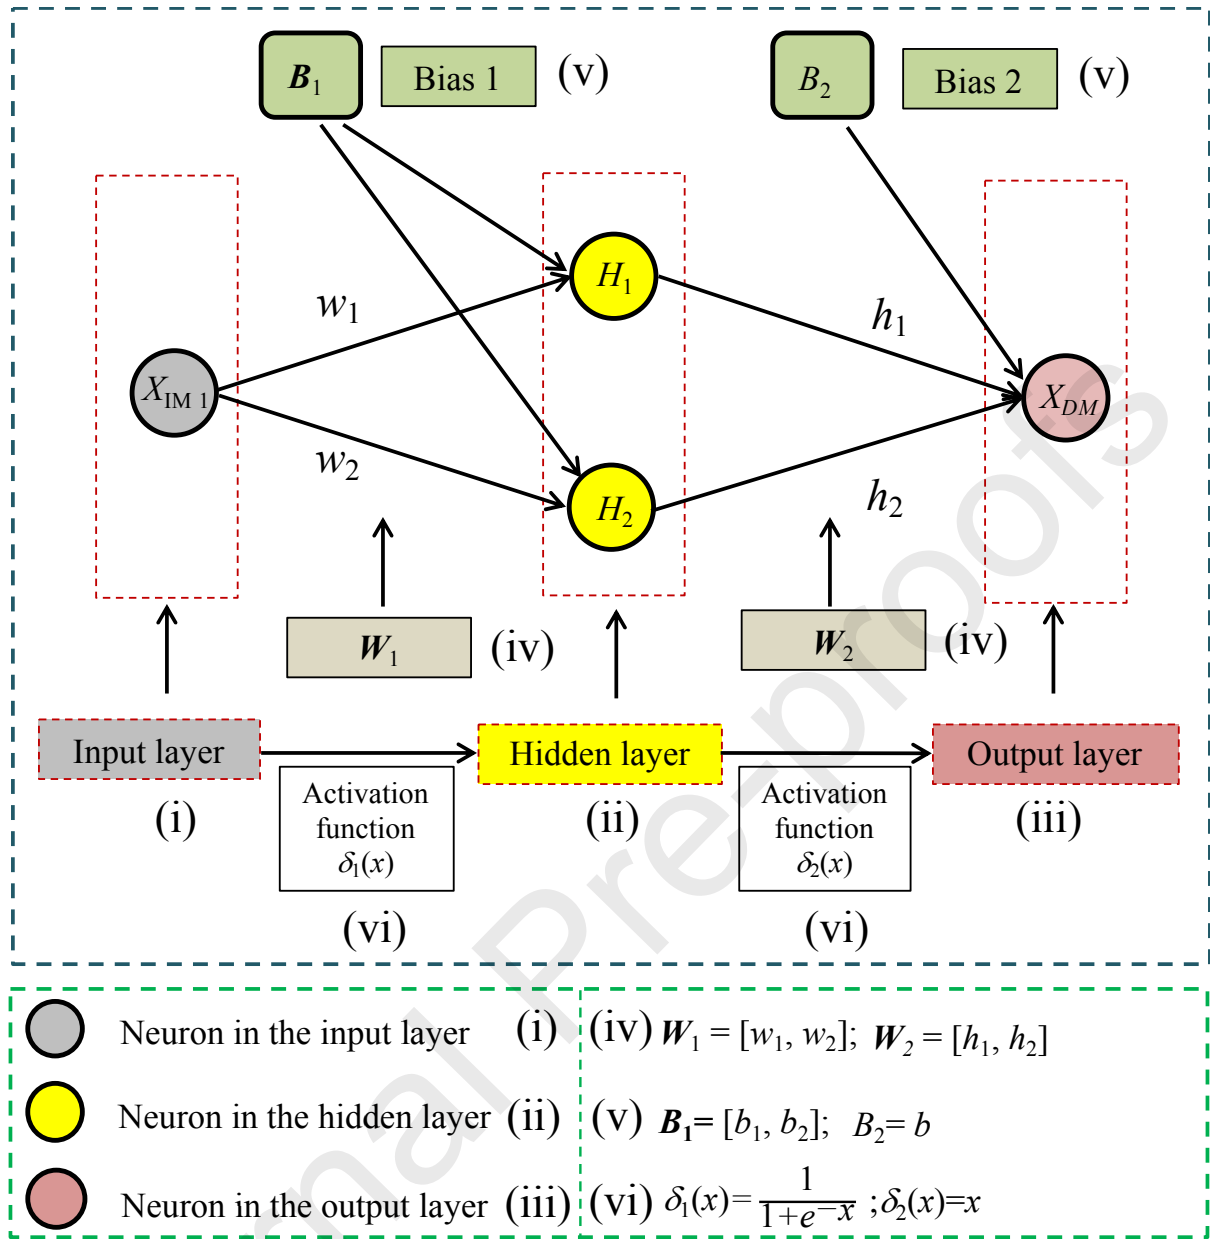 B1 Bias 1 (v) B2 Bias 2 (v)
H1
w1 h1
XIM 1 XDM
w2 h2
H2
W1 (iv) W2 (iv)
Input layer Hidden layer Output layer
(i) (ii) (iii)
Activation
function
δ1(x)
(vi)
Activation
function
δ2(x)
(vi)
Neuron in the input layer (i)
Neuron in the hidden layer (ii)
Neuron in the output layer (iii)
(iv) W1 = [w1, w2]; W2 = [h1, h2]
(v) B1= [b1, b2]; B2= b
(vi) δ1(x)= 1/(1+e−x) ;δ2(x)=x
nal Pre-proofs